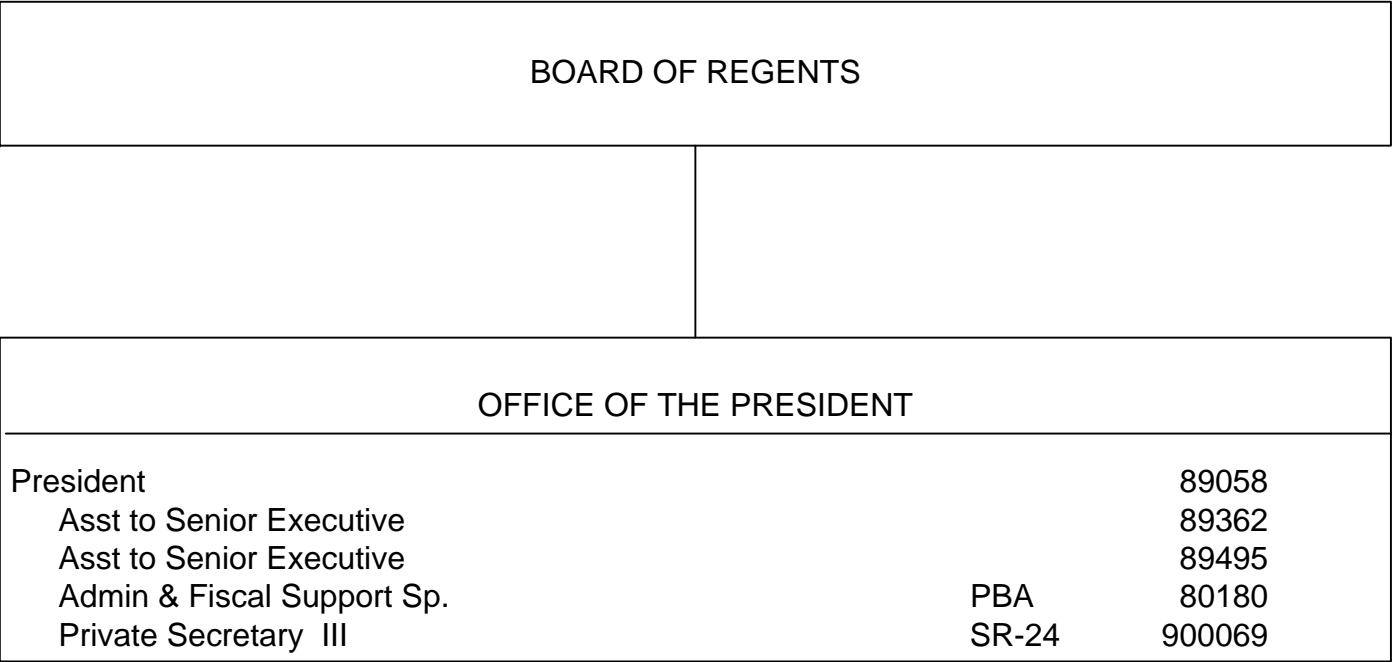 BOARD OF REGENTS
OFFICE OF THE PRESIDENT
President 89058
Asst to Senior Executive 89362
Asst to Senior Executive 89495
Admin & Fiscal Support Sp. PBA 80180
Private Secretary III SR-24 900069